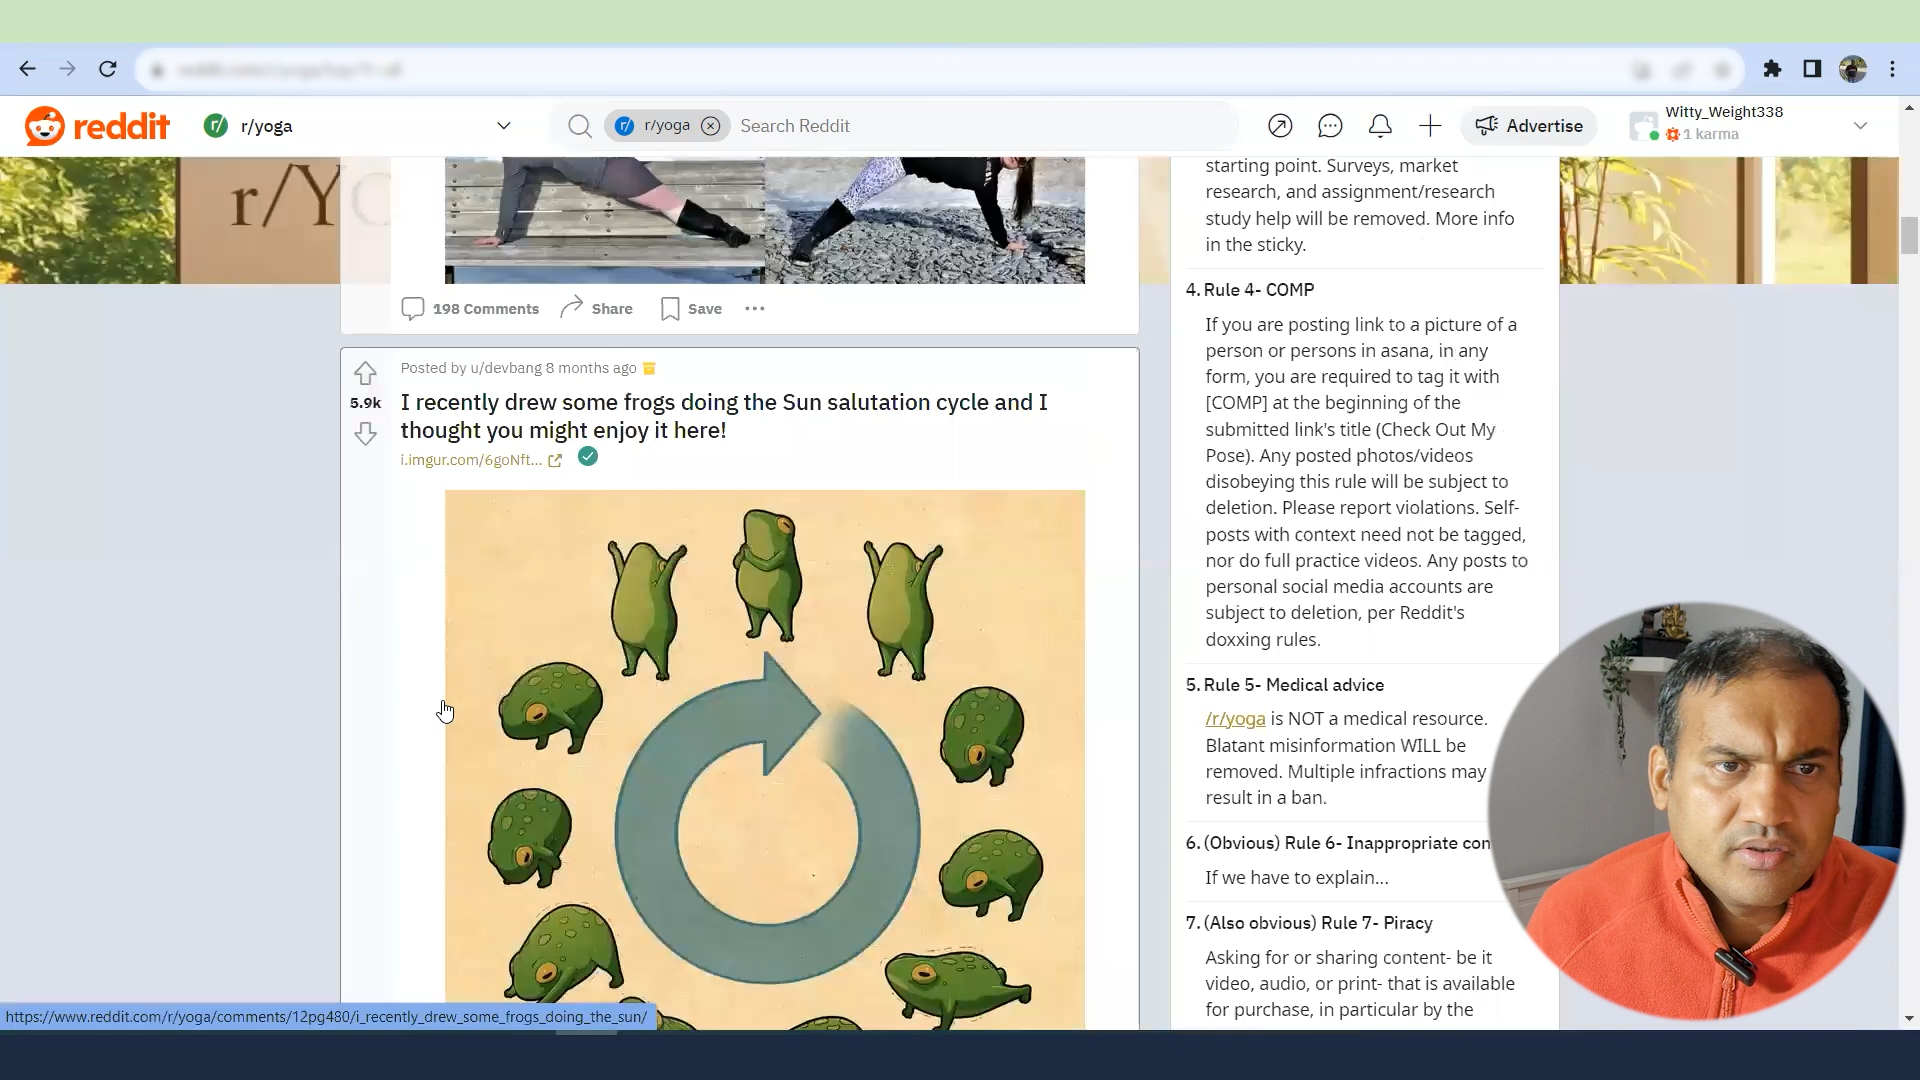 reddit
r/yoga
r/yoga
Search Reddit
Advertise
Witty_Weight338
1 karma
r/Yo
198 Comments
Share
Save
Posted by u/devbang 8 months ago
5.9k
I recently drew some frogs doing the Sun salutation cycle and I
thought you might enjoy it here!
i.imgur.com/6goNft...
starting point. Surveys, market
research, and assignment/research
study help will be removed. More info
in the sticky.
4. Rule 4- COMP
If you are posting link to a picture of a
person or persons in asana, in any
form, you are required to tag it with
[COMP] at the beginning of the
submitted link's title (Check Out My
Pose). Any posted photos/videos
disobeying this rule will be subject to
deletion. Please report violations. Self-
posts with context need not be tagged,
nor do full practice videos. Any posts to
personal social media accounts are
subject to deletion, per Reddit's
doxxing rules.
5. Rule 5- Medical advice
/r/yoga is NOT a medical resource.
Blatant misinformation WILL be
removed. Multiple infractions may
result in a ban.
6. (Obvious) Rule 6- Inappropriate con
If we have to explain...
7. (Also obvious) Rule 7- Piracy
Asking for or sharing content- be it
video, audio, or print- that is available
for purchase, in particular by the
https://www.reddit.com/r/yoga/comments/12pg480/i_recently_drew_some_frogs_doing_the_sun/